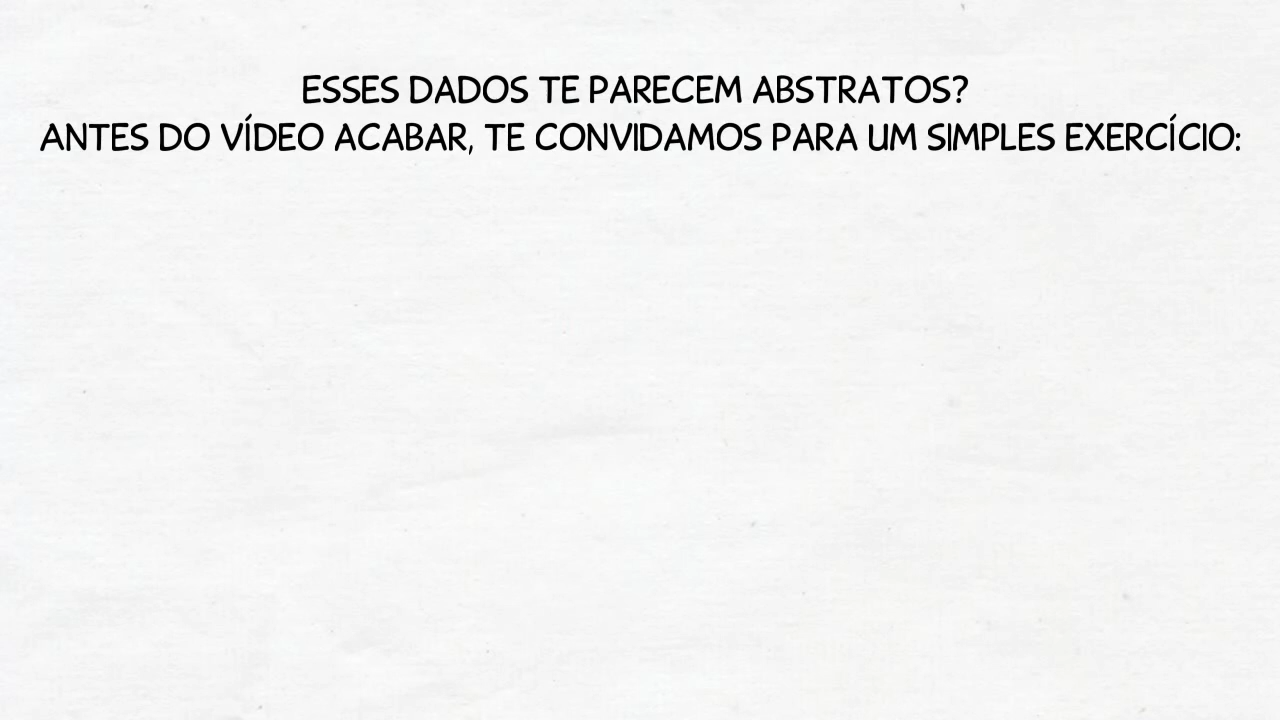 ESSES DADOS TE PARECEM ABSTRATOS?
ANTES DO VÍDEO ACABAR, TE CONVIDAMOS PARA UM SIMPLES EXERCÍCIO: